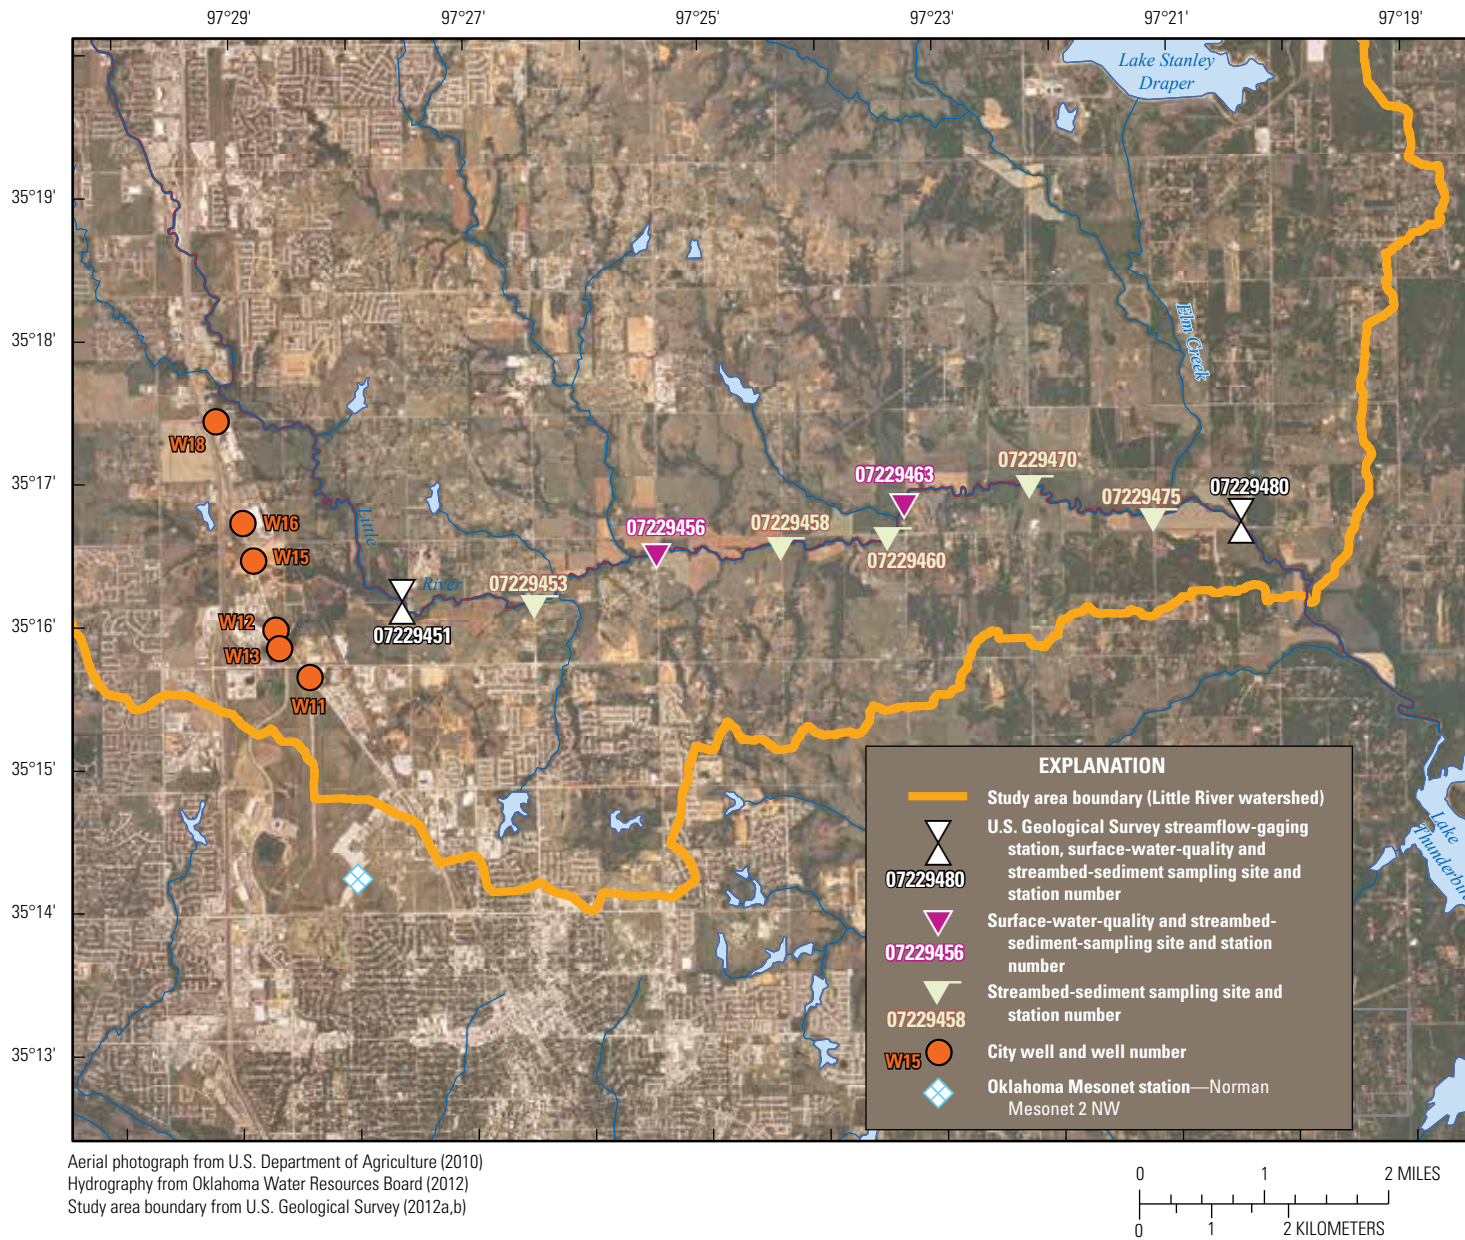 97°29'
97°27'
97°25'
97°23'
97°21'
97°19'
Lake Stanley
Draper
35°19'
35°18'
Elm Creek
W18
35°17'
07229463
07229470
07229475
07229480
W16
Little
07229456
07229458
W15
07229460
River
07229453
W12
35°16'
07229451
W13
W11
35°15'
EXPLANATION
Study area boundary (Little River watershed)
U.S. Geological Survey streamflow-gaging
station, surface-water-quality and
streambed-sediment sampling site and
station number
07229480
Lake
Surface-water-quality and streambed-
sediment-sampling site and station
number
07229456
35°14'
Streambed-sediment sampling site and
station number
07229458
City well and well number
W15
35°13'
Oklahoma Mesonet station—Norman
Mesonet 2 NW
Aerial photograph from U.S. Department of Agriculture (2010)
Hydrography from Oklahoma Water Resources Board (2012)
Study area boundary from U.S. Geological Survey (2012a,b)
0 1 2 MILES
0 1 2 KILOMETERS